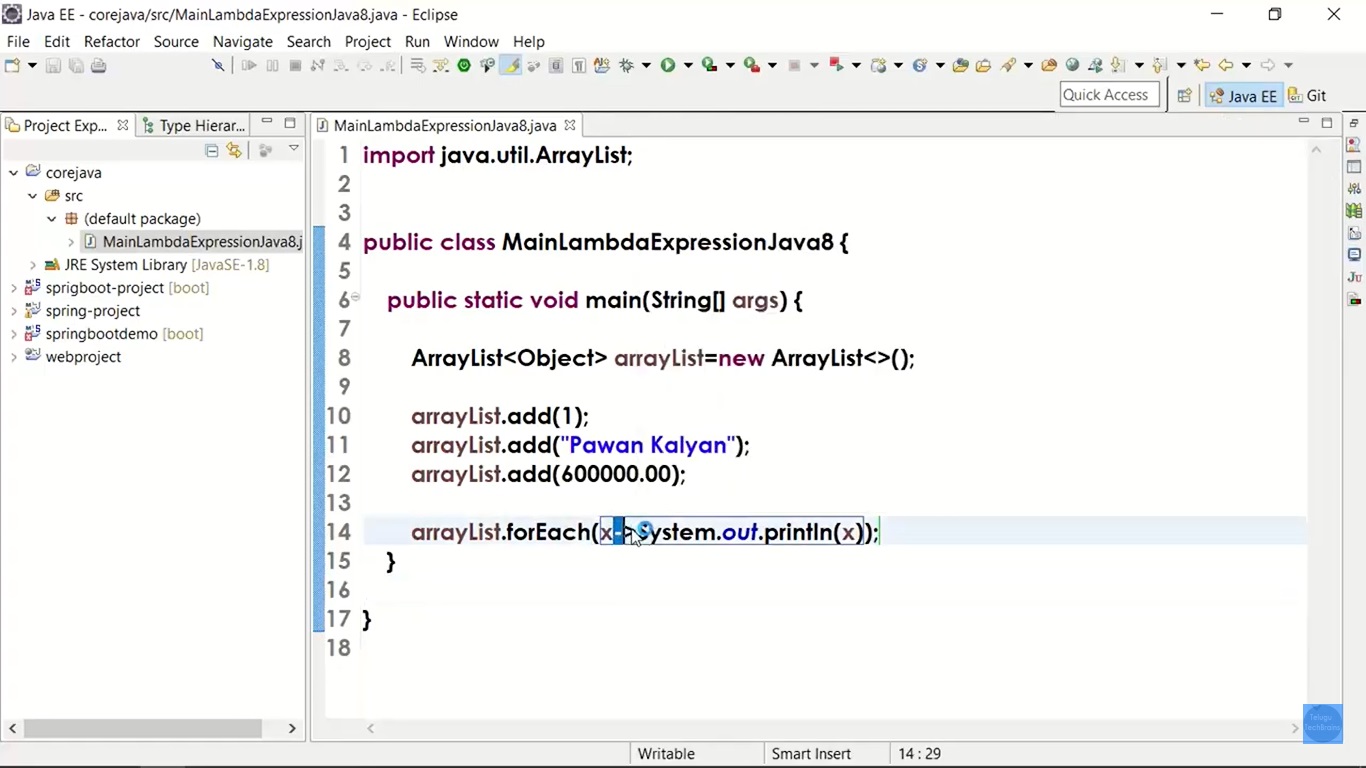 Java EE - corejava/src/MainLambdaExpressionJava8.java - Eclipse
File Edit Refactor Source Navigate Search Project Run Window Help
Quick Access Java EE Git
Project Exp... Type Hierar... MainLambdaExpressionJava8.java
corejava
src
(default package)
MainLambdaExpressionJava8.j
JRE System Library [JavaSE-1.8]
sprigboot-project [boot]
spring-project
springbootdemo [boot]
webproject
1 import java.util.ArrayList;
2
3
4 public class MainLambdaExpressionJava8 {
5
6 public static void main(String[] args) {
7
8 ArrayList<Object> arrayList=new ArrayList<>();
9
10 arrayList.add(1);
11 arrayList.add("Pawan Kalyan");
12 arrayList.add(600000.00);
13
14 arrayList.forEach(x->System.out.println(x));
15 }
16
17 }
18
Telugu
TechBrains
Writable Smart Insert 14 : 29